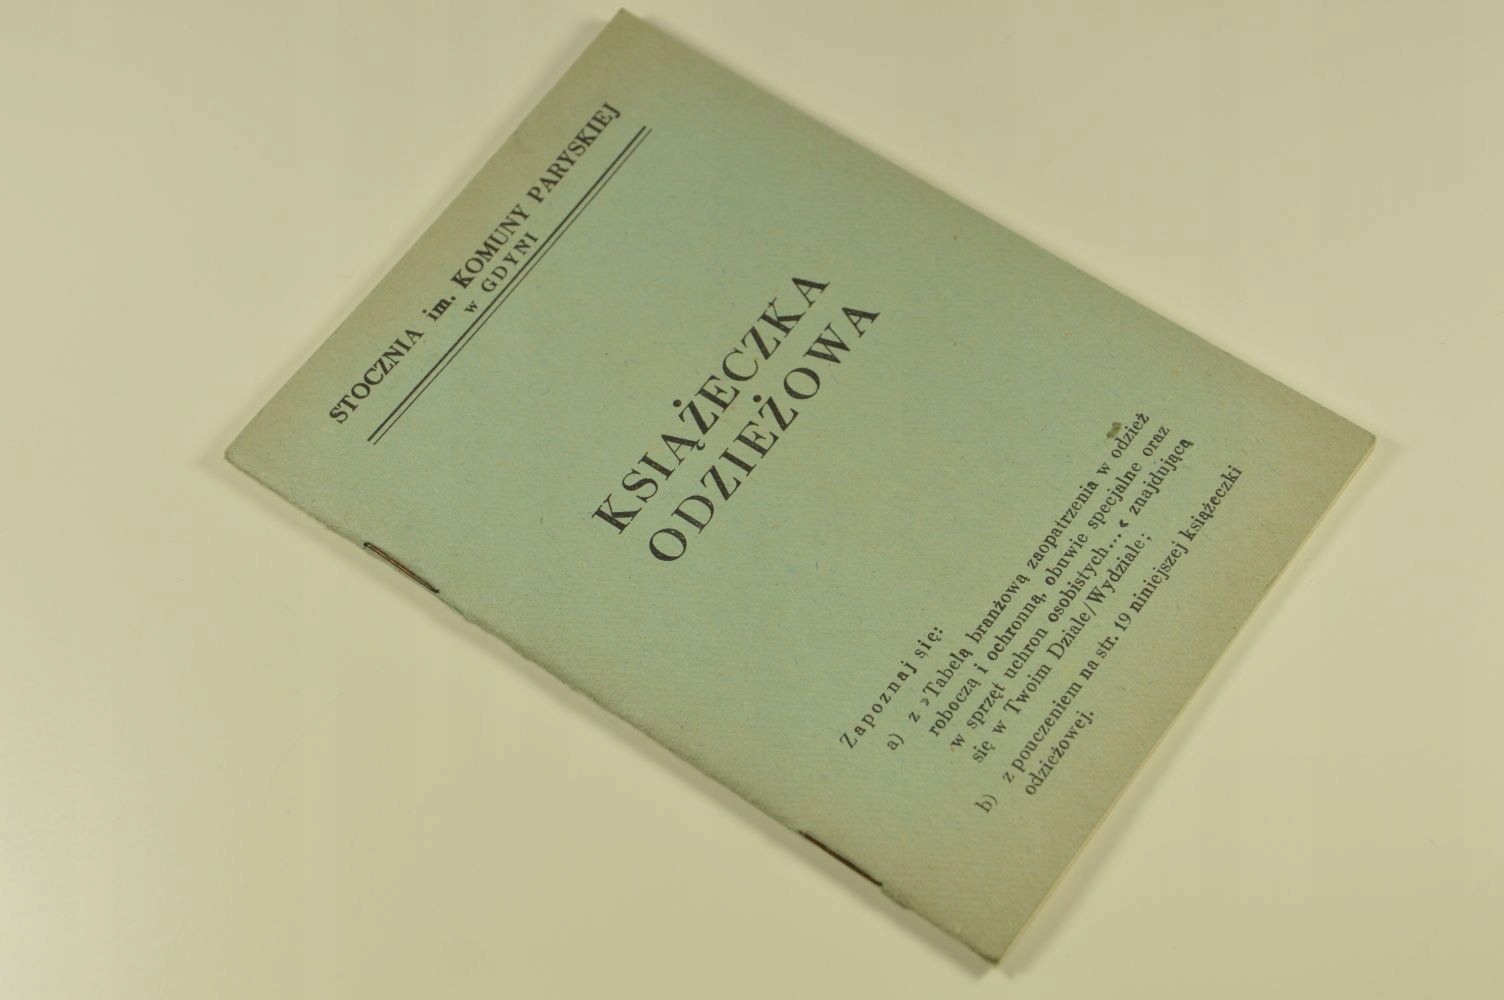 STOCZNIA im. KOMUNY PARYSKIEJ
w GDYNI
KSIĄŻECZKA
ODZIEŻOWA
Zapoznaj się:
a) z »Tabelą branżową zaopatrzenia w odzież
roboczą i ochronną, obuwie specjalne oraz
w sprzęt uchron osobistych...« znajdującą
się w Twoim Dziale/Wydziale;
b) z pouczeniem na str. 19 niniejszej książeczki
odzieżowej.